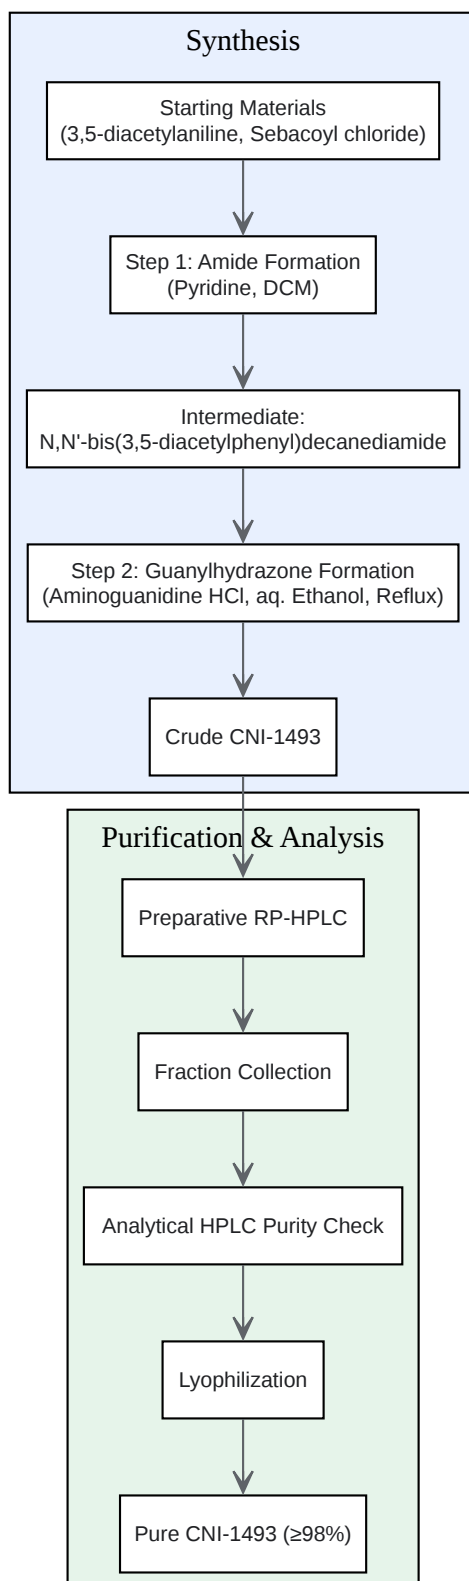 Synthesis
Starting Materials
(3,5-diacetylaniline, Sebacoyl chloride)
Step 1: Amide Formation
(Pyridine, DCM)
Intermediate:
N,N'-bis(3,5-diacetylphenyl)decanediamide
Step 2: Guanylhydrazone Formation
(Aminoguanidine HCl, aq. Ethanol, Reflux)
Crude CNI-1493
Purification & Analysis
Preparative RP-HPLC
Fraction Collection
Analytical HPLC Purity Check
Lyophilization
Pure CNI-1493 (≥98%)